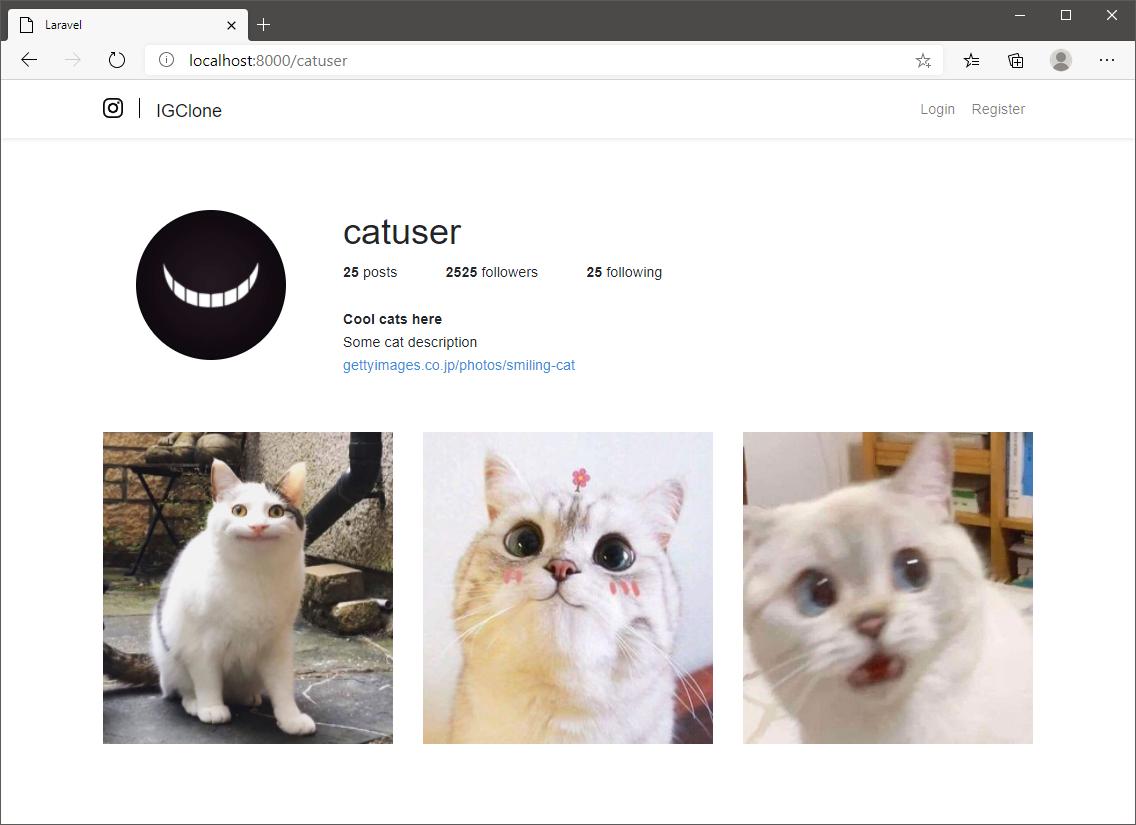 Laravel
localhost:8000/catuser
IGClone
Login Register
catuser
25 posts 2525 followers 25 following
Cool cats here
Some cat description
gettyimages.co.jp/photos/smiling-cat